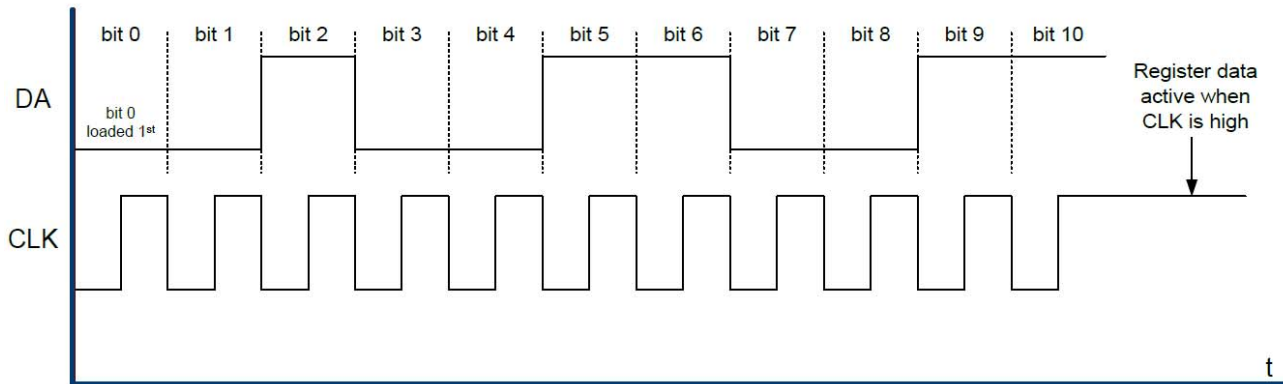 bit 0 bit 1 bit 2 bit 3 bit 4 bit 5 bit 6 bit 7 bit 8 bit 9 bit 10
DA
bit 0
loaded 1st
Register data
active when
CLK is high
CLK
t